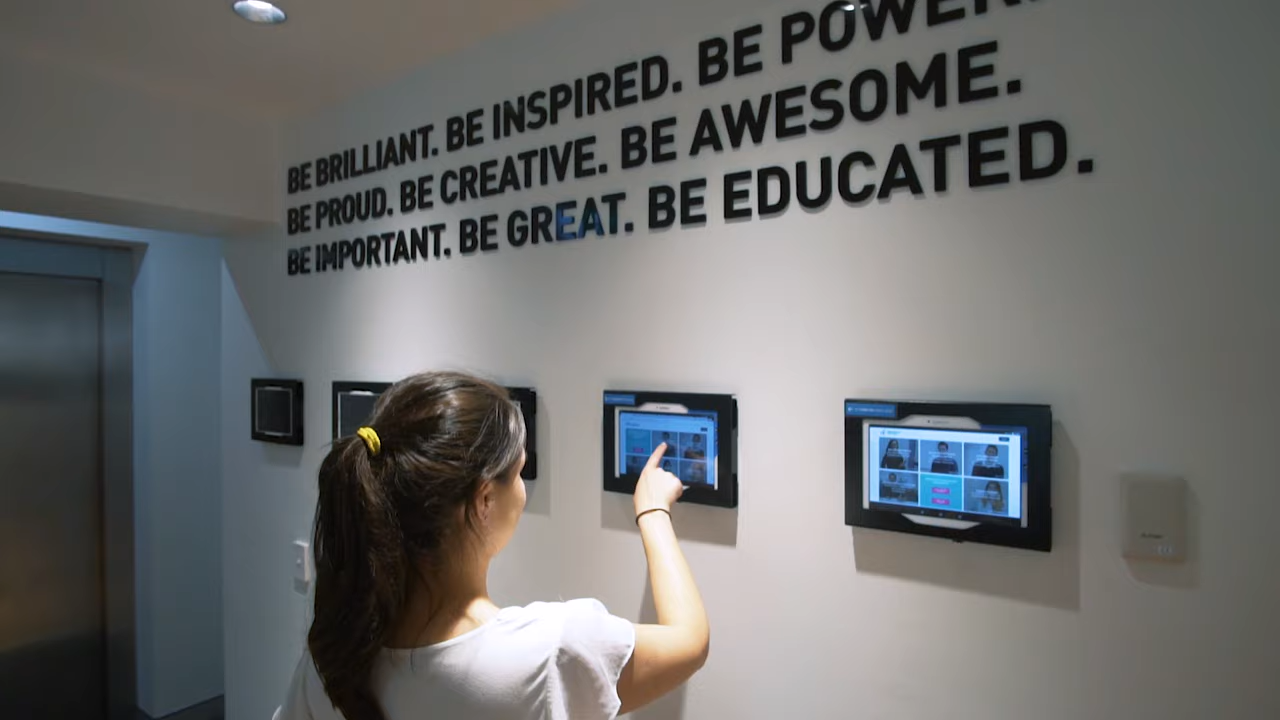 BE BRILLIANT. BE INSPIRED. BE POWER
BE PROUD. BE CREATIVE. BE AWESOME.
BE IMPORTANT. BE GREAT. BE EDUCATED.